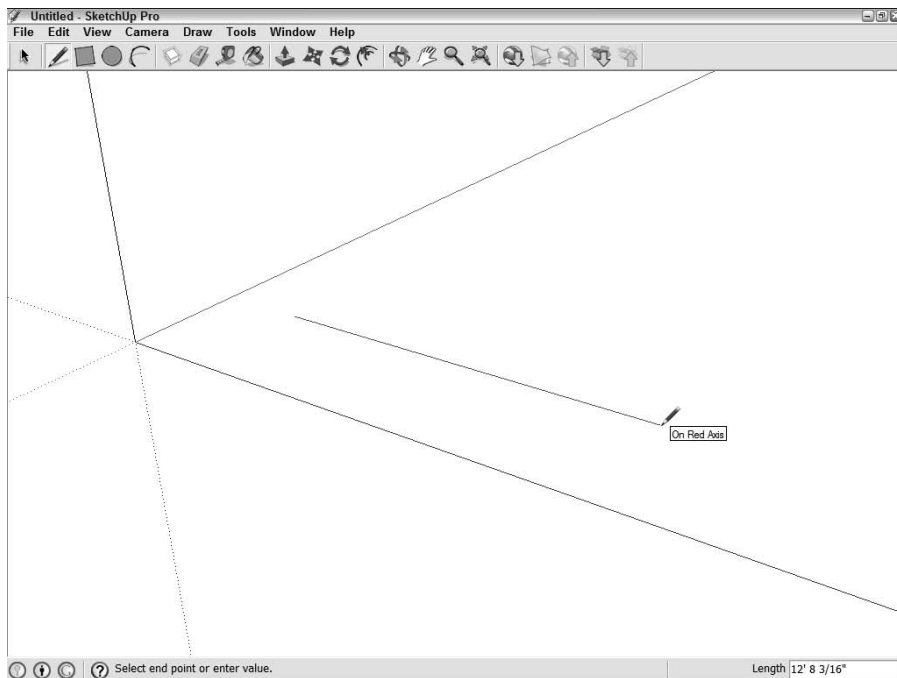 Untitled - SketchUp Pro
File Edit View Camera Draw Tools Window Help
On Red Axis
Select end point or enter value.
Length 12' 8 3/16"